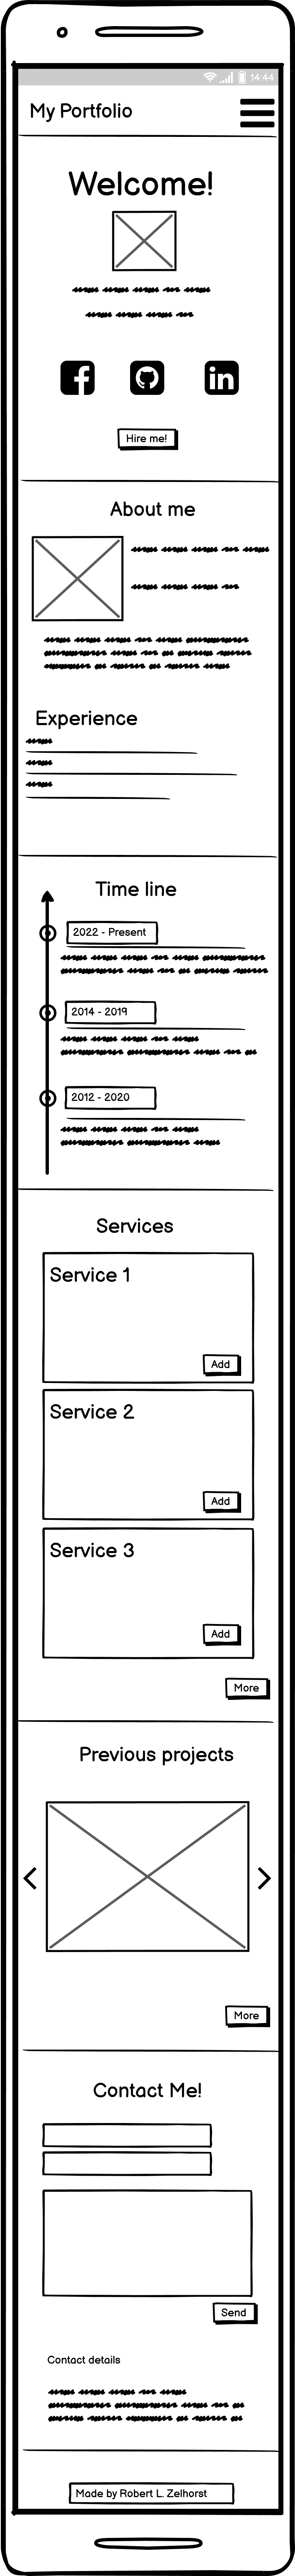 14:44
My Portfolio
Welcome!
Hire me!
About me
Experience
Time line
2022 - Present
2014 - 2019
2012 - 2020
Services
Service 1
Add
Service 2
Add
Service 3
Add
More
Previous projects
More
Contact Me!
Send
Contact details
Made by Robert L. Zelhorst